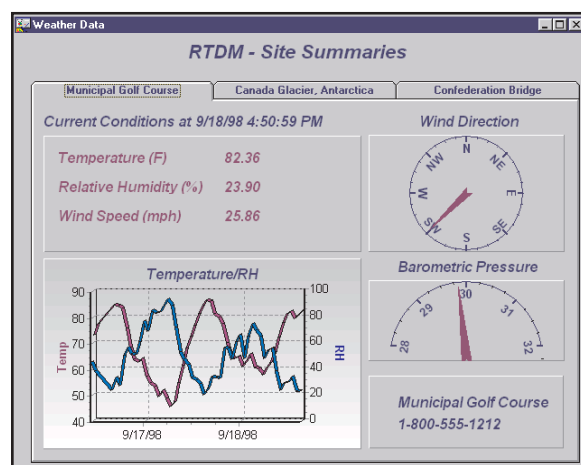 Weather Data
RTDM - Site Summaries
Municipal Golf Course
Canada Glacier, Antarctica
Confederation Bridge
Current Conditions at 9/18/98 4:50:59 PM
Temperature (F) 82.36
Relative Humidity (%) 23.90
Wind Speed (mph) 25.86
Wind Direction
N
NE
E
SE
S
SW
W
NW
Temperature/RH
90
80
70
60
50
40
Temp
100
80
60
40
20
0
RH
9/17/98 9/18/98
Barometric Pressure
28 29 30 31 32
Municipal Golf Course
1-800-555-1212